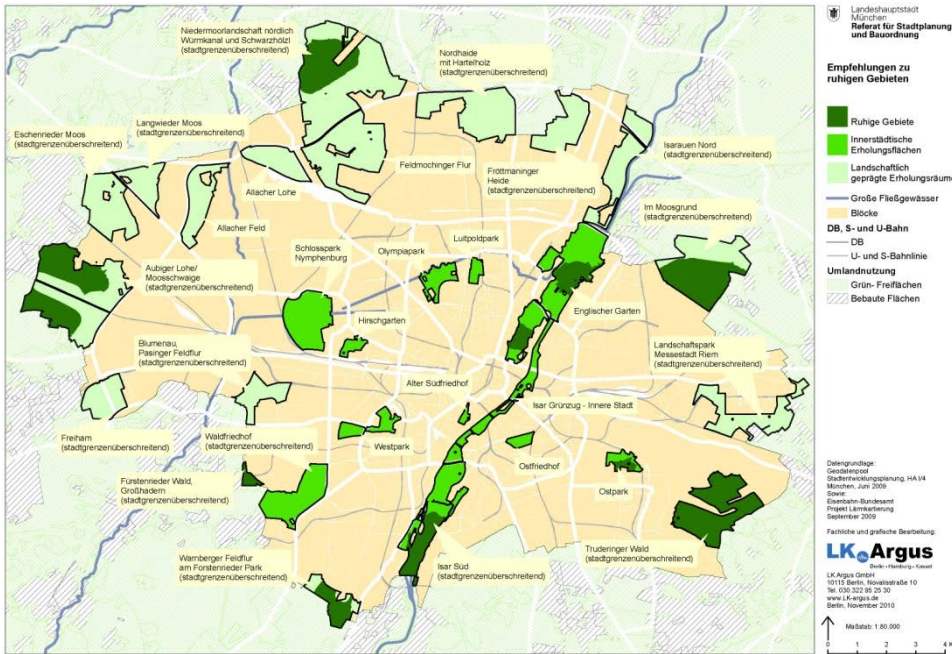 Niedermoorlandschaft nördlich
Würmkanal und Schwarzhölzl
(stadtgrenzenüberschreitend)
Nordhaide
mit Hartelholz
(stadtgrenzenüberschreitend)
Langwieder Moos
(stadtgrenzenüberschreitend)
Eschenrieder Moos
(stadtgrenzenüberschreitend)
Isarauen Nord
(stadtgrenzenüberschreitend)
Feldmochinger Flur
Fröttmaninger
Heide
(stadtgrenzenüberschreitend)
Allacher Lohe
Im Moosgrund
(stadtgrenzenüberschreitend)
Allacher Feld
Schlosspark
Nymphenburg
Olympiapark
Luitpoldpark
Aubiger Lohe/
Mooschwaige
(stadtgrenzenüberschreitend)
Hirschgarten
Englischer Garten
Blumenau,
Pasinger Feldflur
(stadtgrenzenüberschreitend)
Landschaftspark
Messestadt Riem
(stadtgrenzenüberschreitend)
Alter Südfriedhof
Isar Grünzug - Innere Stadt
Freiham
(stadtgrenzenüberschreitend)
Waldfriedhof
(stadtgrenzenüberschreitend)
Westpark
Ostfriedhof
Fürstenrieder Wald,
Großhadern
(stadtgrenzenüberschreitend)
Ostpark
Warnberger Feldflur
am Forstenrieder Park
(stadtgrenzenüberschreitend)
Isar Süd
(stadtgrenzenüberschreitend)
Truderinger Wald
(stadtgrenzenüberschreitend)
Landeshauptstadt
München
Referat für Stadtplanung
und Bauordnung
Empfehlungen zu
ruhigen Gebieten
Ruhige Gebiete
Innerstädtische
Erholungsflächen
Landschaftlich
geprägte Erholungsräume
Große Fließgewässer
Blöcke
DB, S- und U-Bahn
DB
U- und S-Bahnlinie
Umlandnutzung
Grün- Freiflächen
Bebaute Flächen
Datengrundlage:
Geodatenpool
Stadtentwicklungsplanung, HA I/4
München, Juni 2009
Sowie:
Eisenbahn-Bundesamt
Projekt Lärmkartierung
September 2009
Fachliche und grafische Bearbeitung:
LK Argus
Berlin • Hamburg • Kassel
LK Argus GmbH
10115 Berlin, Novalisstraße 10
Tel. 030.322 95 25 30
www.LK-argus.de
Berlin, November 2010
Maßstab: 1:80.000
0 1 2 3 4 K